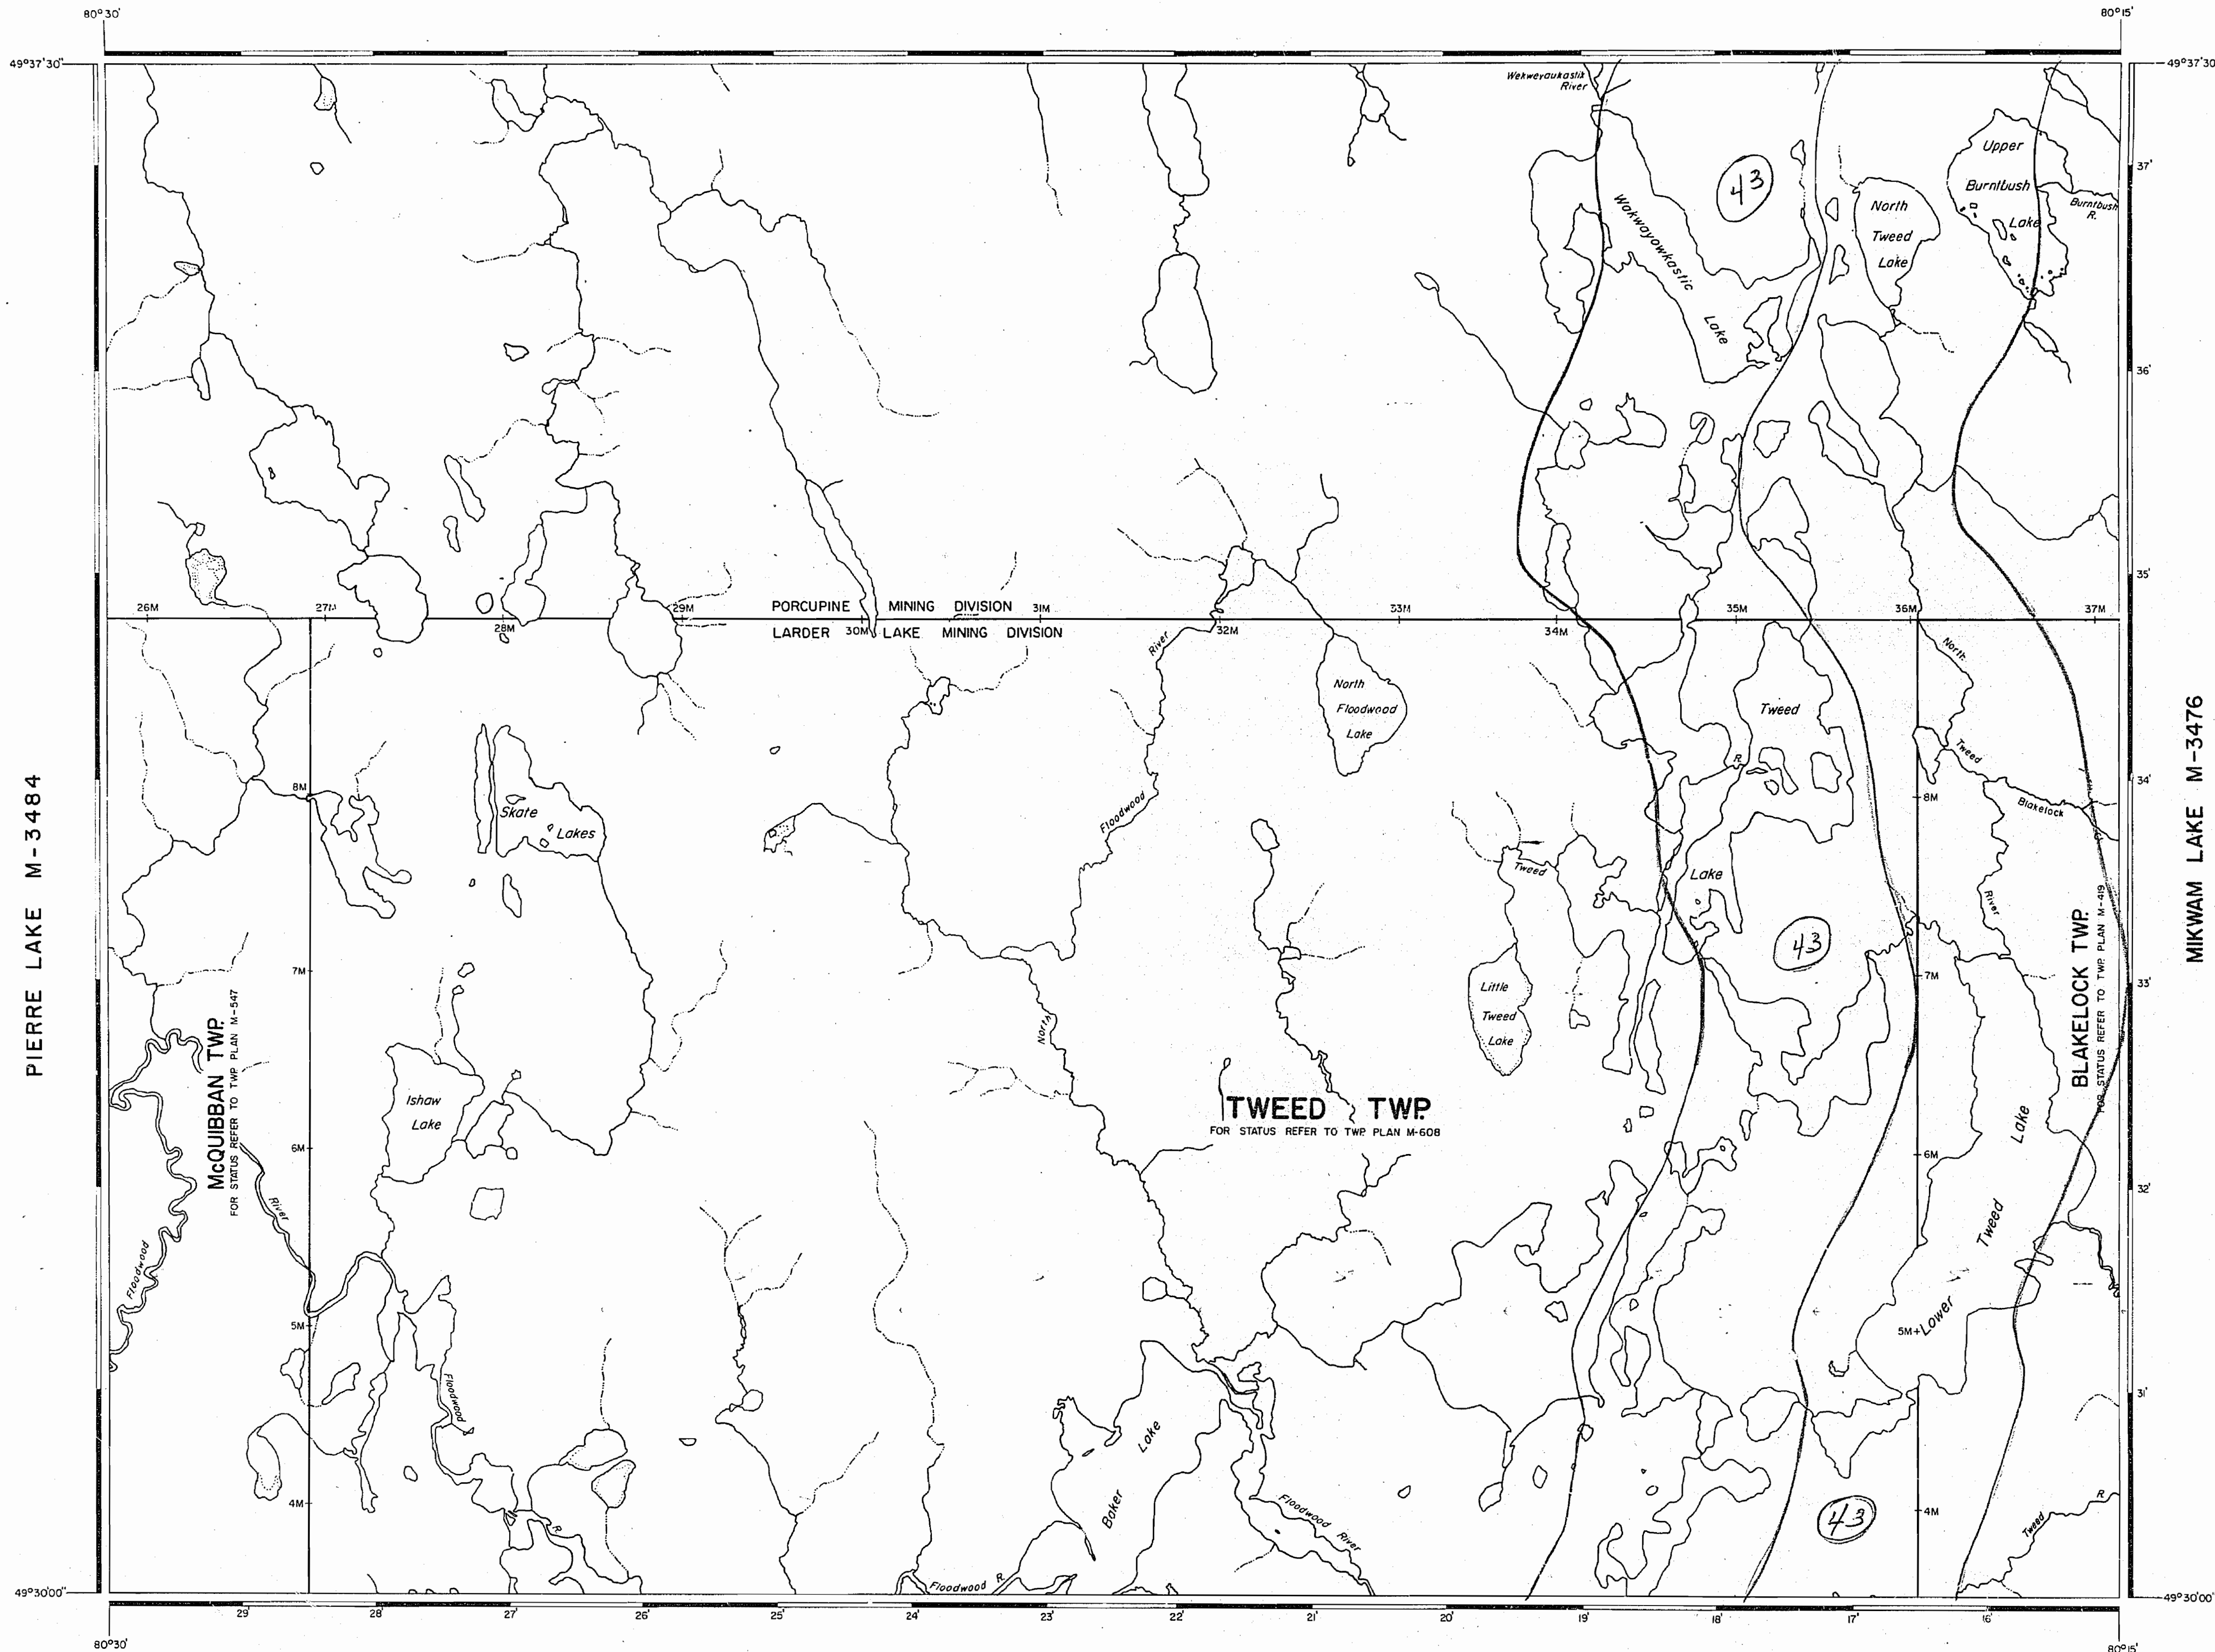 80°30'
80°15'
49°37'30"
49°37'30
Wekweyaukastik
River
Upper
Burntbush
Lake
Burntbush
R.
37'
43
North
Tweed
Lake
Wakwayowkastic
Lake
36'
35'
26M
27M
28M
29M
PORCUPINE MINING DIVISION
31M
33M
35M
36M
37M
LARDER 30M LAKE MINING DIVISION
32M
34M
River
North
North
Floodwood
Lake
Tweed
R.
Tweed
34'
Blakelock
PIERRE LAKE M-3484
MIKWAM LAKE M-3476
8M
8M
Skate
Lakes
Floodwood
Tweed
Lake
River
43
7M
7M
33'
North
Little
Tweed
Lake
McQUIBBAN TWP.
FOR STATUS REFER TO TWP. PLAN M-547
BLAKELOCK TWP.
FOR STATUS REFER TO TWP. PLAN M-419
Ishaw
Lake
TWEED TWP.
FOR STATUS REFER TO TWP. PLAN M-608
6M
6M
32'
River
Floodwood
Lower
Tweed
Lake
5M
5M+
31'
Floodwood
Baker
Lake
4M
4M
43
R.
Floodwood River
Tweed
R.
Floodwood R.
49°30'00"
49°30'00"
29'
28'
27'
26'
25'
24'
23'
22'
21'
20'
19'
18'
17'
16'
80°30'
80°15'